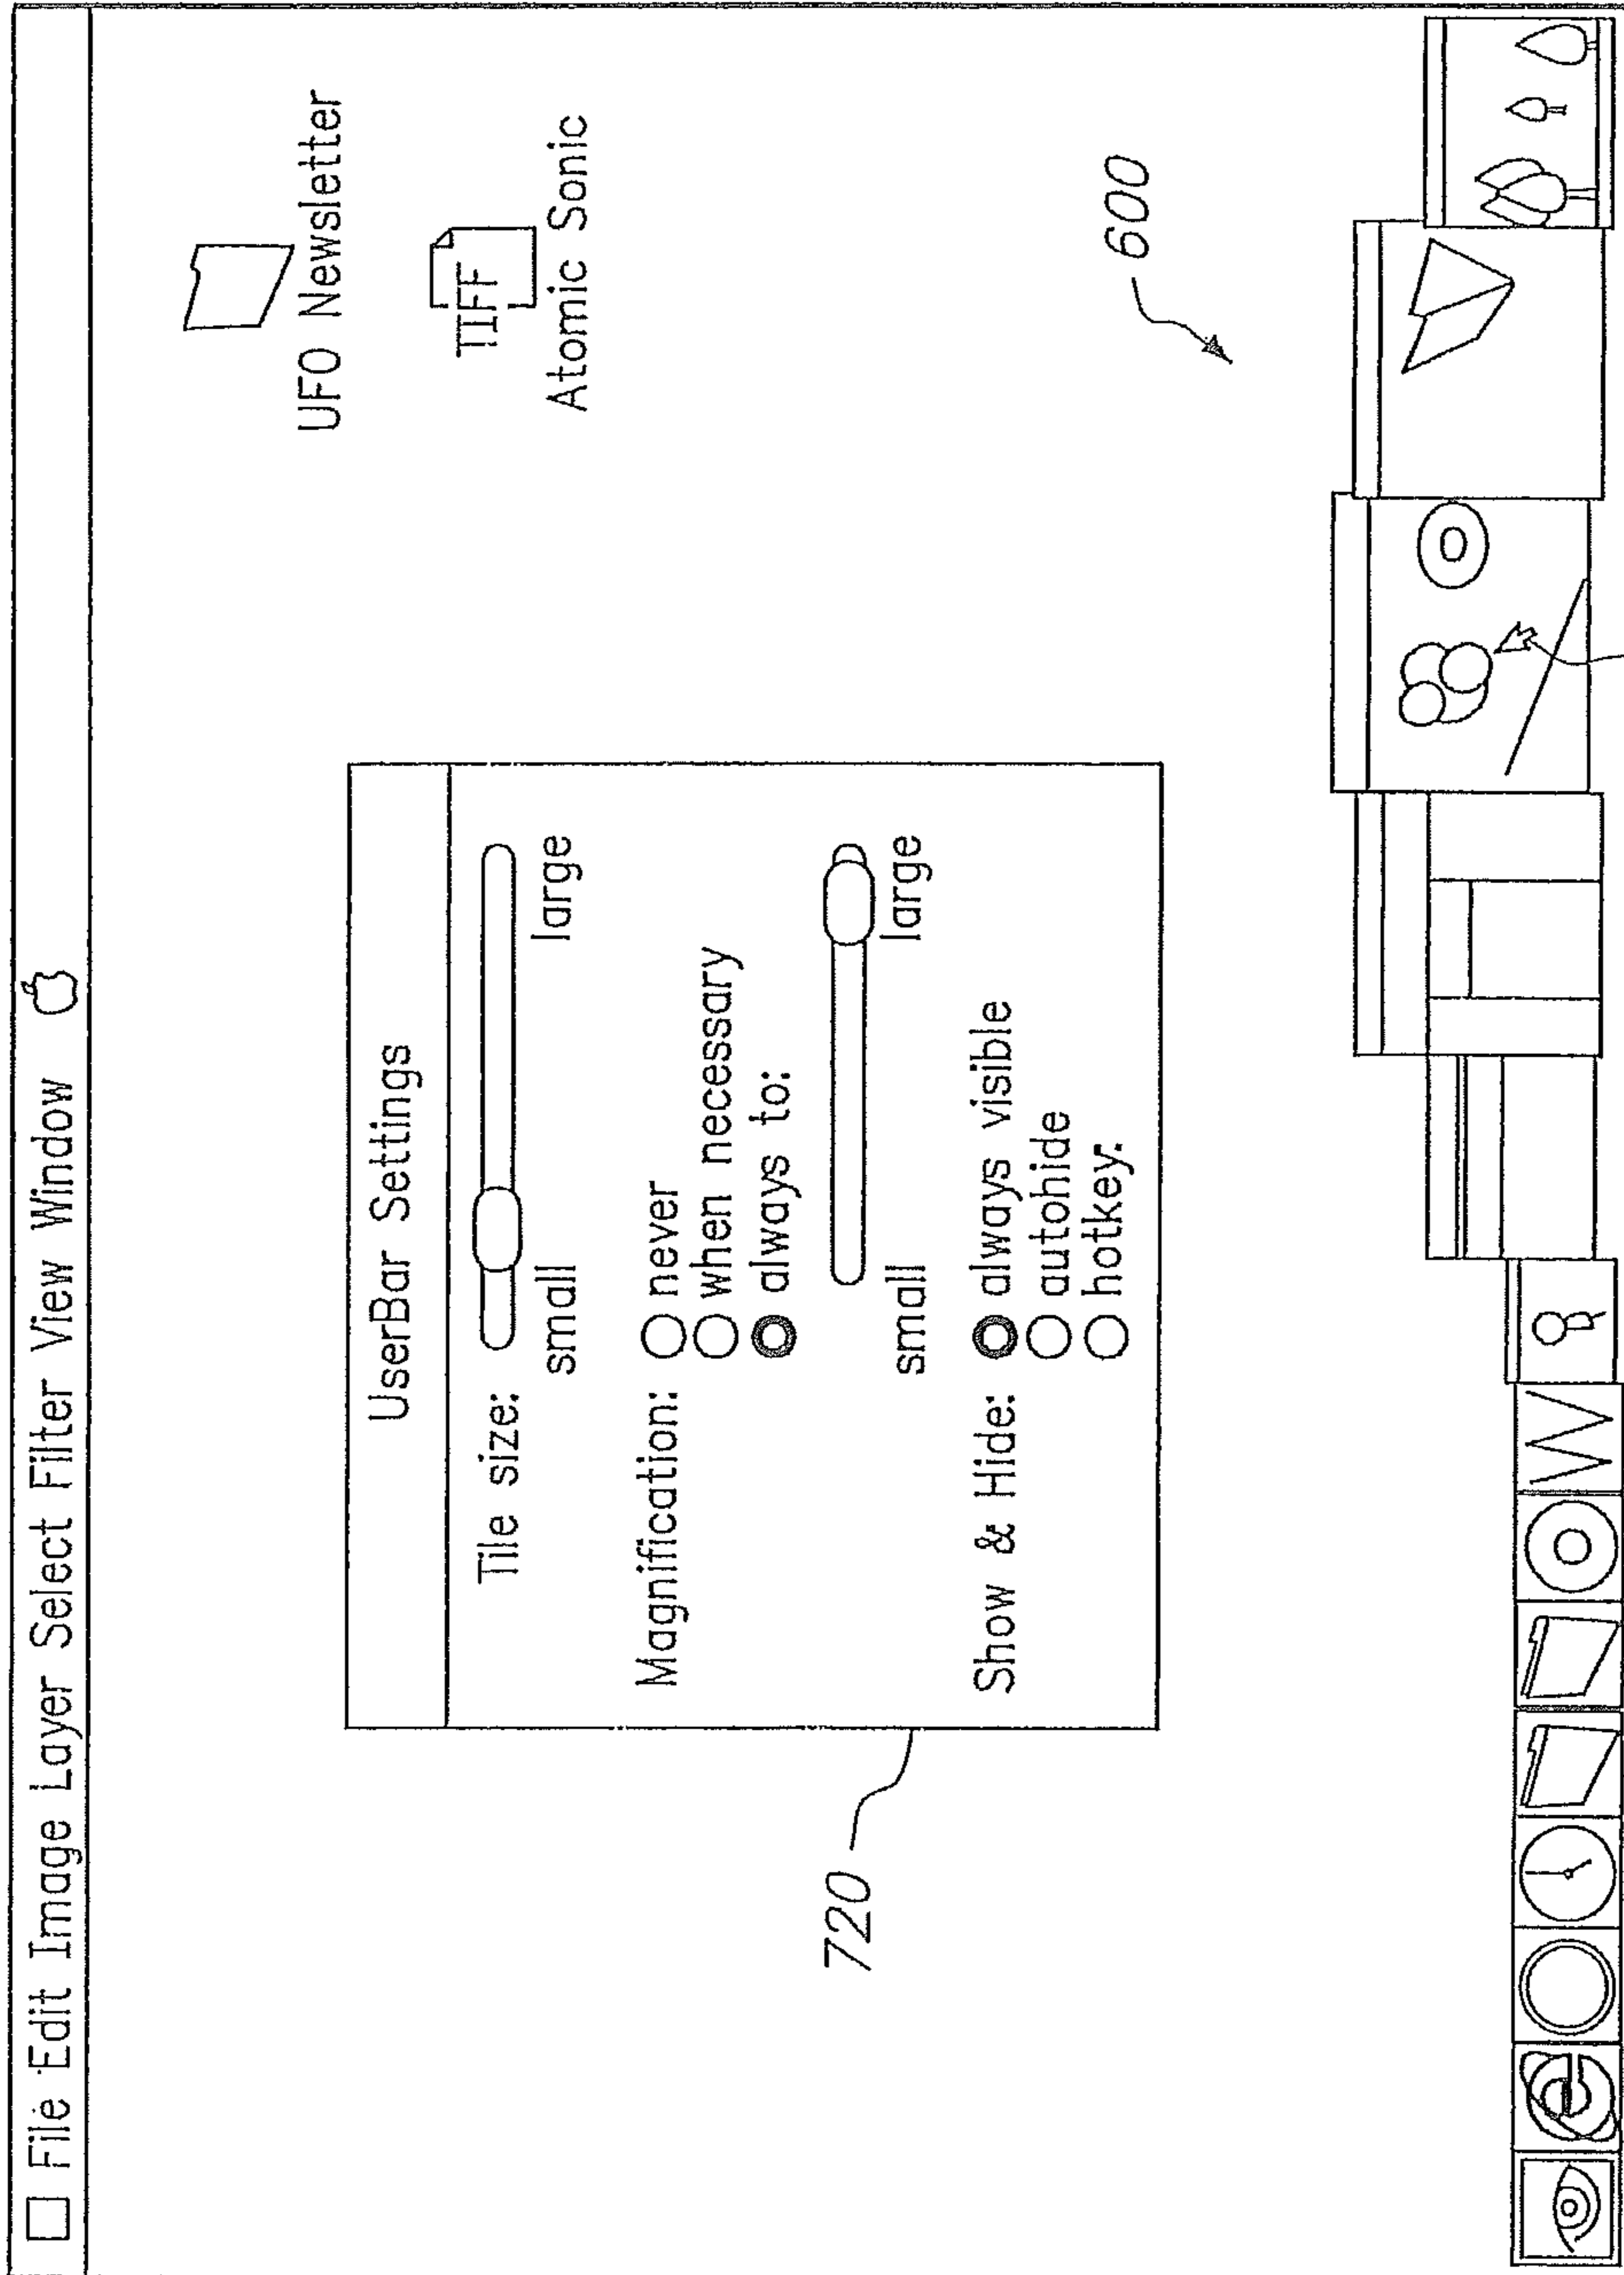 File Edit Image Layer Select Filter View Window
UFO Newsletter
TIFF
Atomic Sonic
UserBar Settings
Tile size:
small large
Magnification: never
when necessary
always to:
small large
Show & Hide: always visible
autohide
hotkey:
720
600
W
e